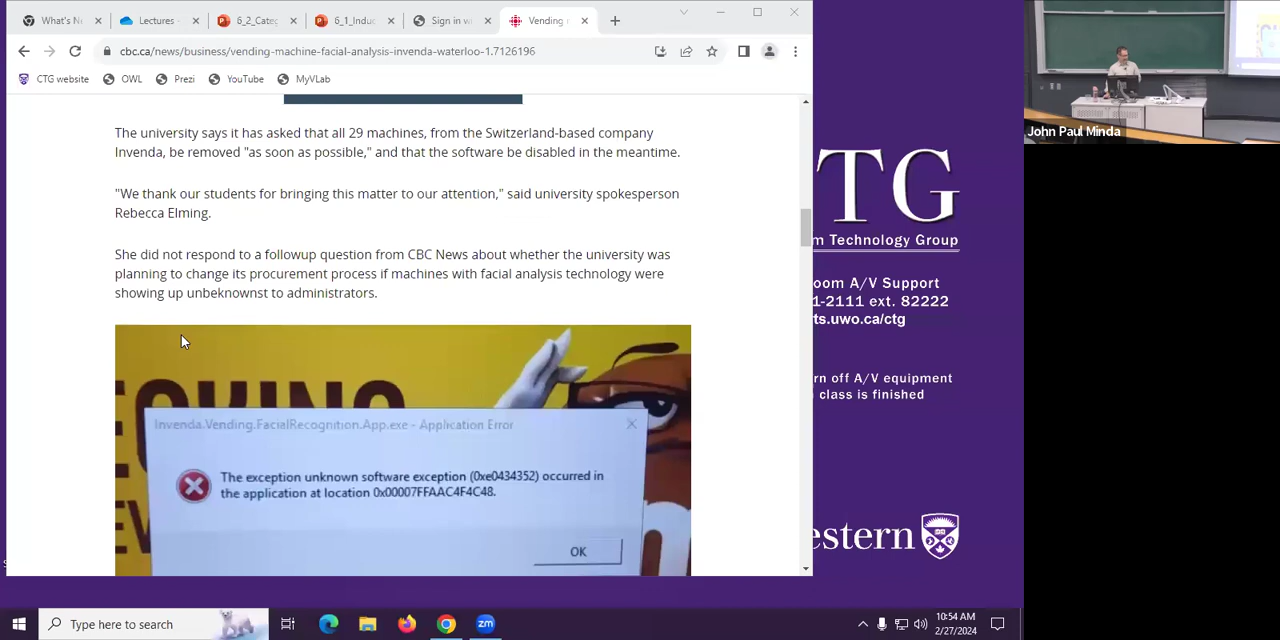 What's N
Lectures -
6_2_Categ
6_1_Induc
Sign in w
Vending r
cbc.ca/news/business/vending-machine-facial-analysis-invenda-waterloo-1.7126196
CTG website
OWL
Prezi
YouTube
MyVLab
The university says it has asked that all 29 machines, from the Switzerland-based company
Invenda, be removed "as soon as possible," and that the software be disabled in the meantime.
"We thank our students for bringing this matter to our attention," said university spokesperson
Rebecca Elming.
She did not respond to a followup question from CBC News about whether the university was
planning to change its procurement process if machines with facial analysis technology were
showing up unbeknownst to administrators.
Invenda.Vending.FacialRecognition.App.exe - Application Error
The exception unknown software exception (0xe0434352) occurred in
the application at location 0x00007FFAAC4F4C48.
OK
TG
m Technology Group
oom A/V Support
1-2111 ext. 82222
ts.uwo.ca/ctg
rn off A/V equipment
class is finished
estern
John Paul Minda
Type here to search
zm
10:54 AM
2/27/2024